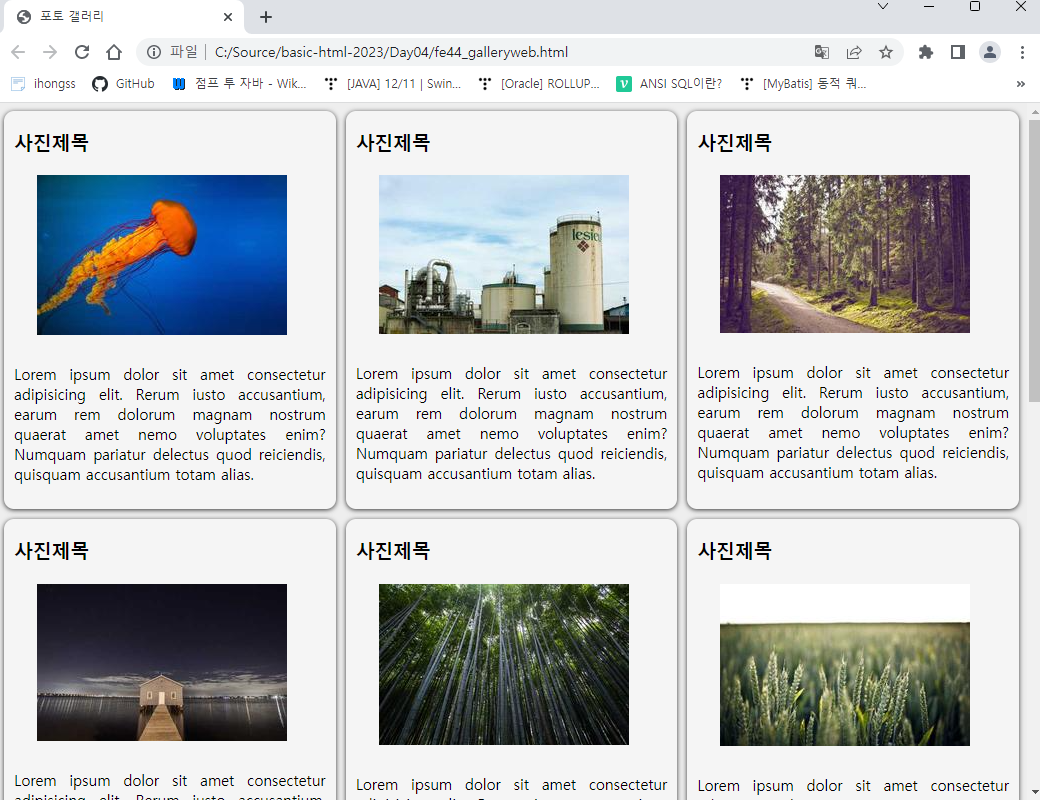 포토 갤러리
파일
C:/Source/basic-html-2023/Day04/fe44_galleryweb.html
ihongss
GitHub
점프 투 자바 - Wik...
[JAVA] 12/11 | Swin...
[Oracle] ROLLUP...
ANSI SQL이란?
[MyBatis] 동적 쿼...
사진제목
lesie
Lorem ipsum dolor sit amet consectetur
adipisicing elit. Rerum iusto accusantium,
earum rem dolorum magnam nostrum
quaerat amet nemo voluptates enim?
Numquam pariatur delectus quod reiciendis,
quisquam accusantium totam alias.
사진제목
Lorem ipsum dolor sit amet consectetur
adipisicing elit. Rerum iusto accusantium,
earum rem dolorum magnam nostrum
quaerat amet nemo voluptates enim?
Numquam pariatur delectus quod reiciendis,
quisquam accusantium totam alias.
사진제목
Lorem ipsum dolor sit amet consectetur
adipisicing elit. Rerum iusto accusantium,
earum rem dolorum magnam nostrum
quaerat amet nemo voluptates enim?
Numquam pariatur delectus quod reiciendis,
quisquam accusantium totam alias.
사진제목
Lorem ipsum dolor sit amet consectetur
사진제목
Lorem ipsum dolor sit amet consectetur
사진제목
Lorem ipsum dolor sit amet consectetur